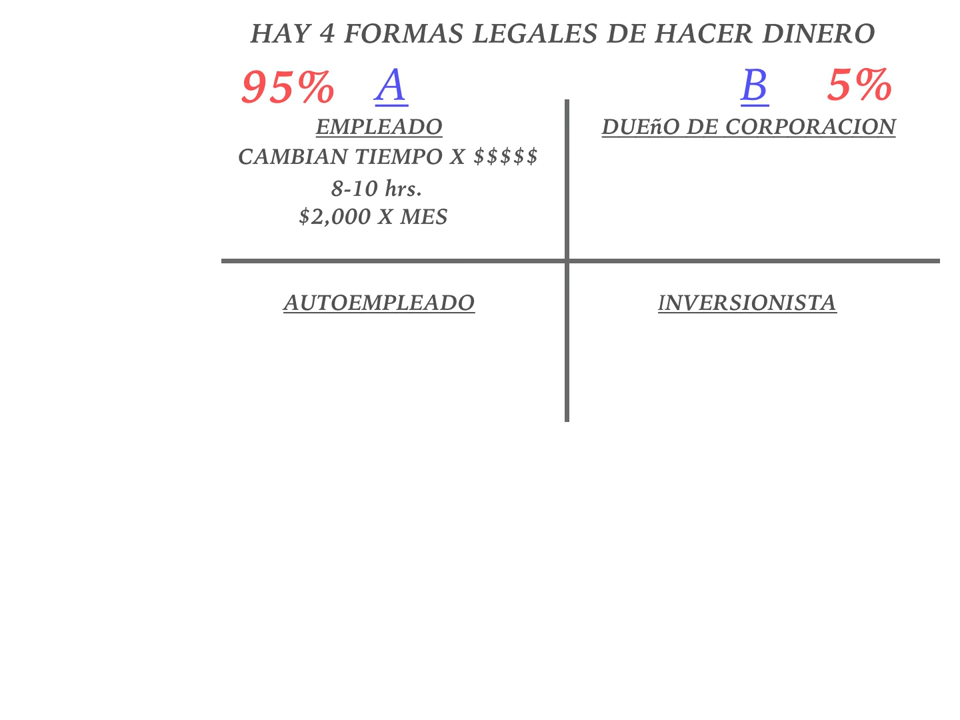 HAY 4 FORMAS LEGALES DE HACER DINERO
95% A B 5%
EMPLEADO DUEñO DE CORPORACION
CAMBIAN TIEMPO X $$$$$
8-10 hrs.
$2,000 X MES
AUTOEMPLEADO INVERSIONISTA